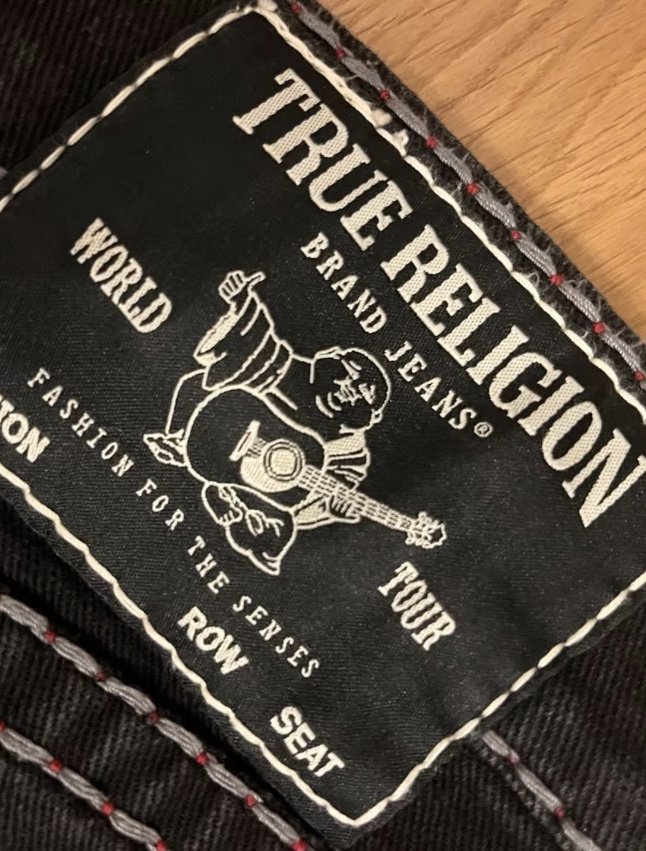 TRUE RELIGION
BRAND JEANS®
WORLD TOUR
FASHION FOR THE SENSES
ROW SEAT